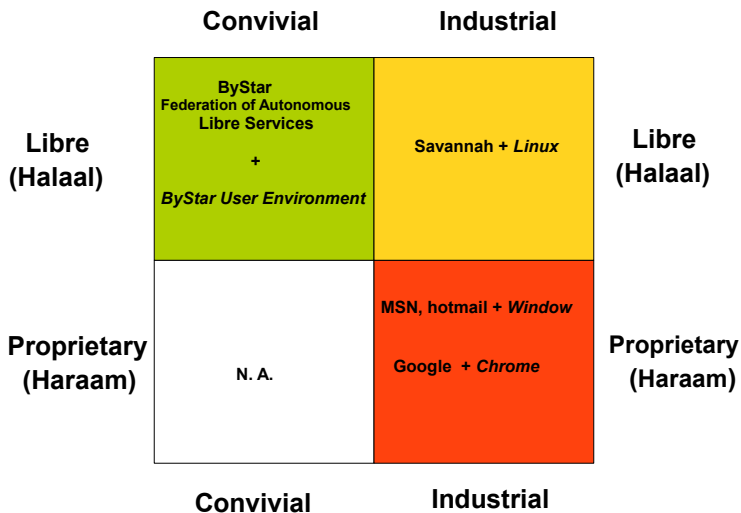 Convivial
Industrial
ByStar
Federation of Autonomous
Libre Services
+
ByStar User Environment
Savannah + Linux
Libre
(Halaal)
Libre
(Halaal)
MSN, hotmail + Window
Google + Chrome
N. A.
Proprietary
(Haraam)
Proprietary
(Haraam)
Convivial
Industrial